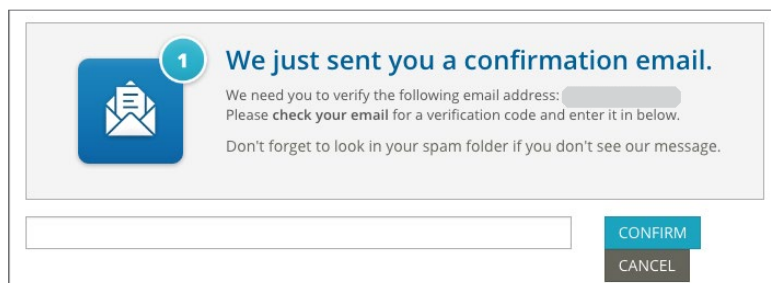 1
We just sent you a confirmation email.
We need you to verify the following email address:
Please check your email for a verification code and enter it in below.
Don't forget to look in your spam folder if you don't see our message.
CONFIRM
CANCEL